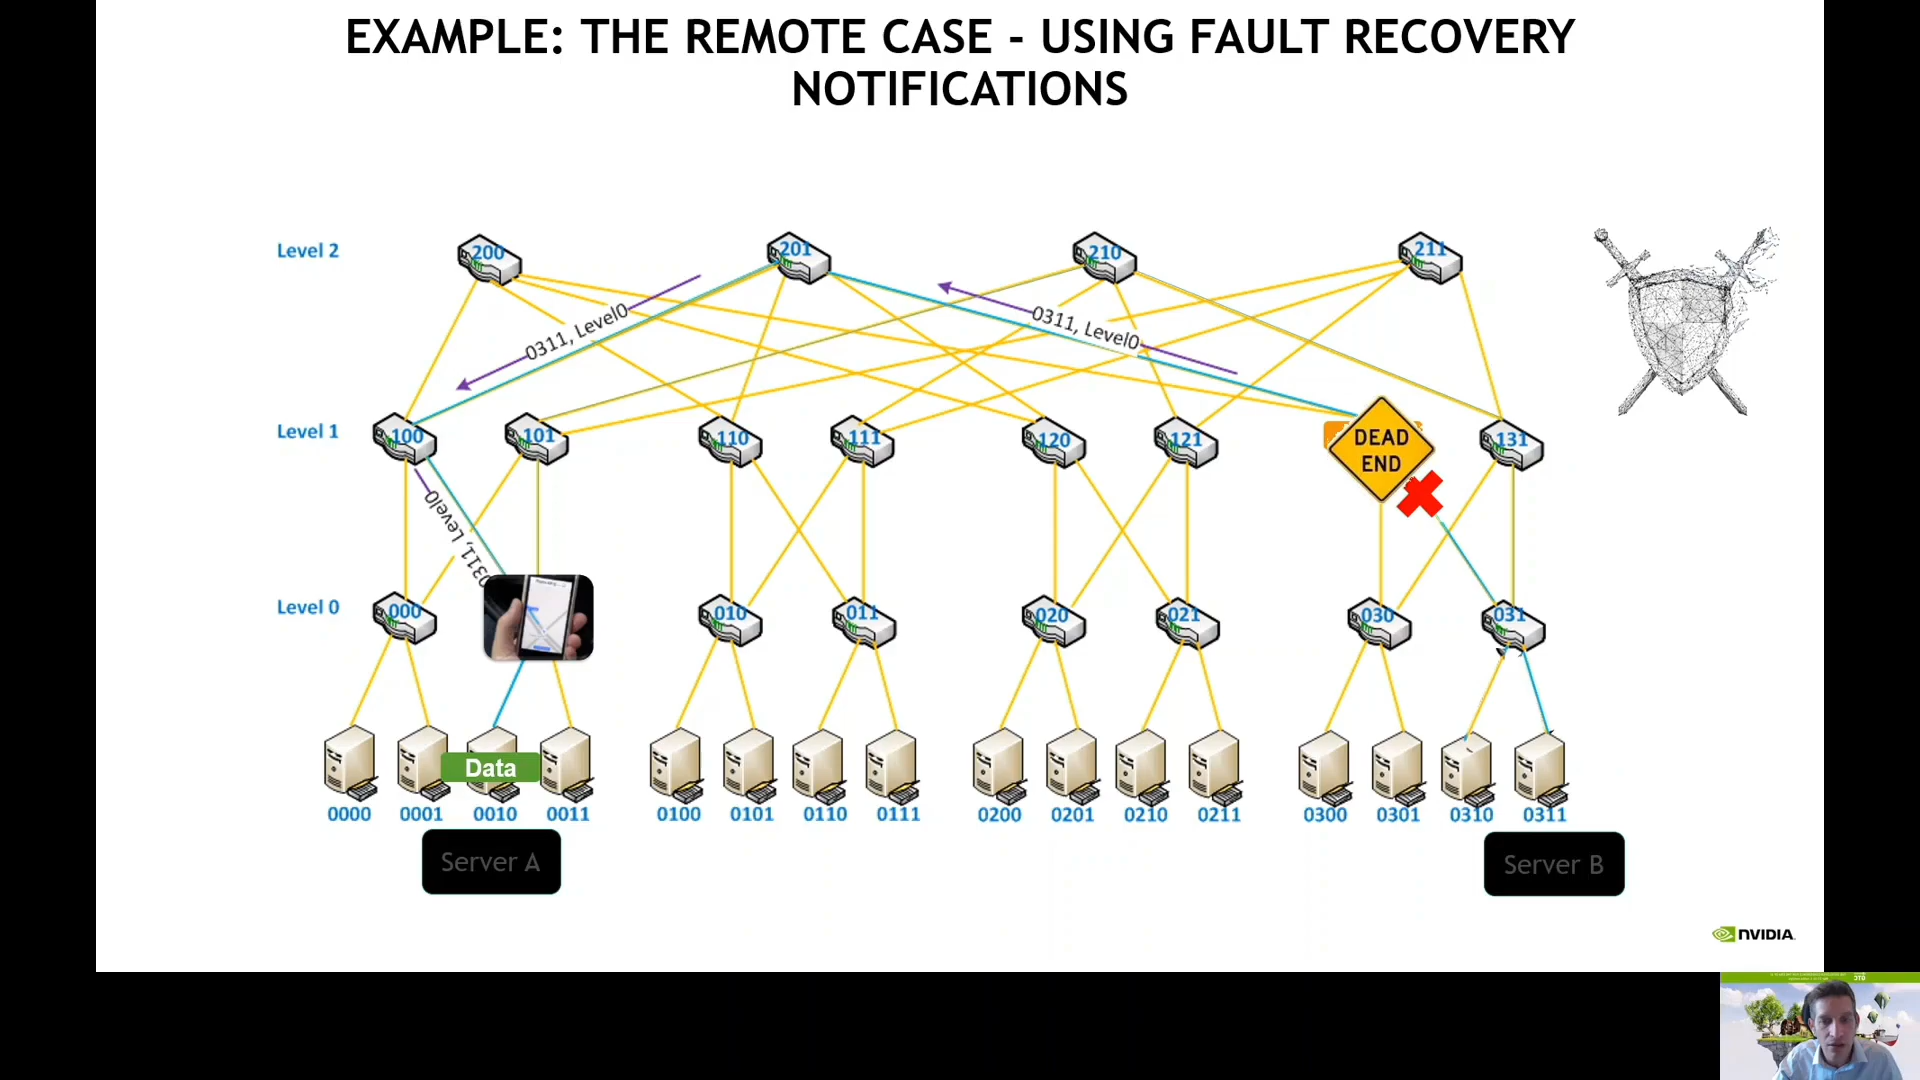 EXAMPLE: THE REMOTE CASE - USING FAULT RECOVERY
NOTIFICATIONS
Level 2
200
201
210
211
0311, Level0
0311, Level0
Level 1
100
101
110
111
120
121
DEAD
END
131
0311, Level0
Level 0
000
010
011
020
021
030
031
Data
0000
0001
0010
0011
0100
0101
0110
0111
0200
0201
0210
0211
0300
0301
0310
0311
Server A
Server B
NVIDIA